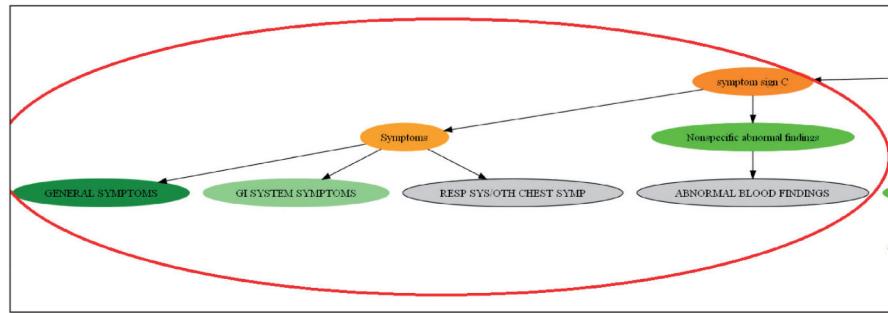 symptom sign C
Symptoms
Nonspecific abnormal findings
GENERAL SYMPTOMS
GI SYSTEM SYMPTOMS
RESP SYS/OTH CHEST SYMP
ABNORMAL BLOOD FINDINGS